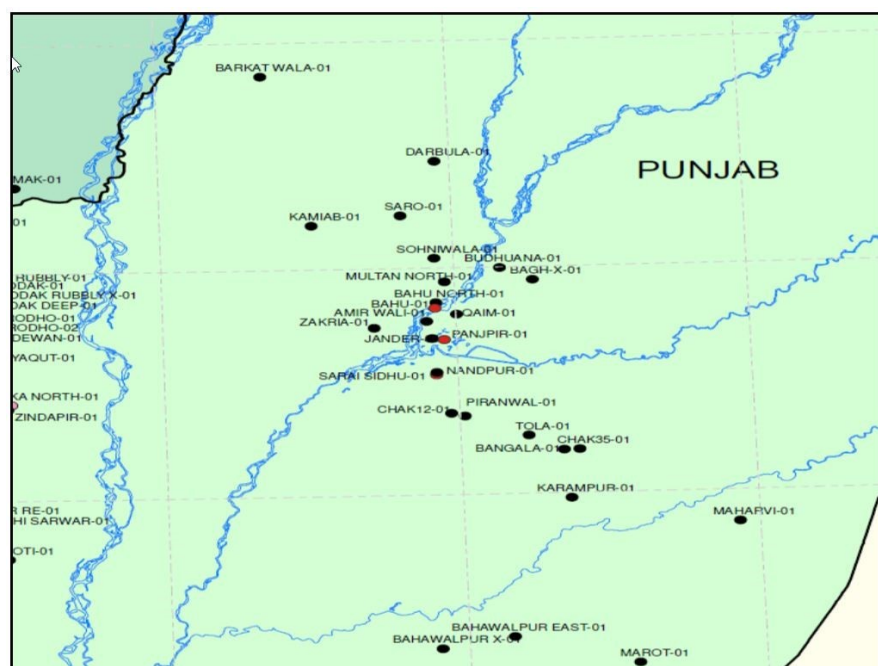 BARKAT WALA-01
DARBULA-01
PUNJAB
MAK-01
SARO-01
KAMIAB-01
01
SOHNIWALA-01
BUDHUANA-01
BAGH-X-01
MULTAN NORTH-01
RUBBLY-01
ODAK-01
DAK RUBBLY X-01
DAK DEEP-01
BAHU NORTH-01
BAHU-01
AMIR WALI-01
QAIM-01
RODHO-01
ZAKRIA-01
RODHO-02
DEWAN-01
JANDER
PANJPIR-01
YAQUT-01
SARAI SIDHU-01
NANDPUR-01
KA NORTH-01
ZINDAPIR-01
CHAK12-01
PIRANWAL-01
TOLA-01
BANGALA-01
CHAK35-01
KARAMPUR-01
R RE-01
HI SARWAR-01
MAHARVI-01
OTI-01
BAHAWALPUR EAST-01
BAHAWALPUR X-01
MAROT-01